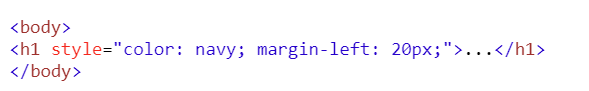 <body>
<h1 style="color: navy; margin-left: 20px;">...</h1>
</body>